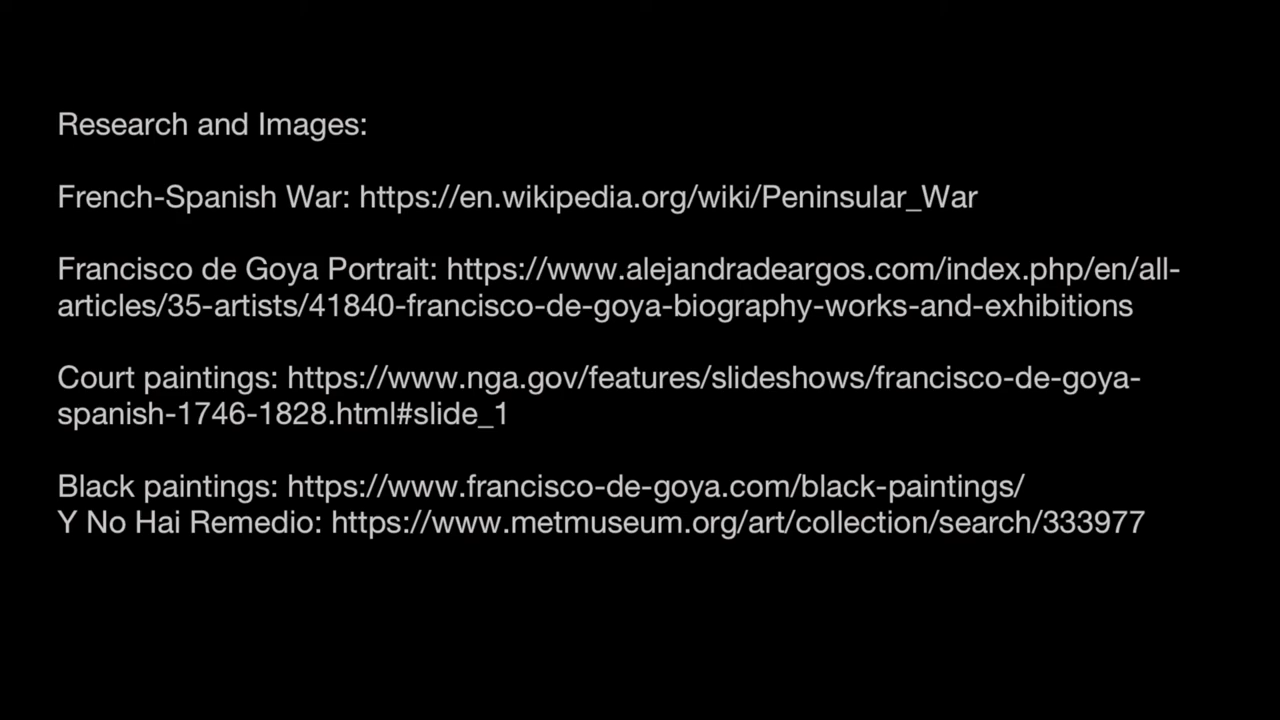 Research and Images:
French-Spanish War: https://en.wikipedia.org/wiki/Peninsular_War
Francisco de Goya Portrait: https://www.alejandradeargos.com/index.php/en/all-
articles/35-artists/41840-francisco-de-goya-biography-works-and-exhibitions
Court paintings: https://www.nga.gov/features/slideshows/francisco-de-goya-
spanish-1746-1828.html#slide_1
Black paintings: https://www.francisco-de-goya.com/black-paintings/
Y No Hai Remedio: https://www.metmuseum.org/art/collection/search/333977